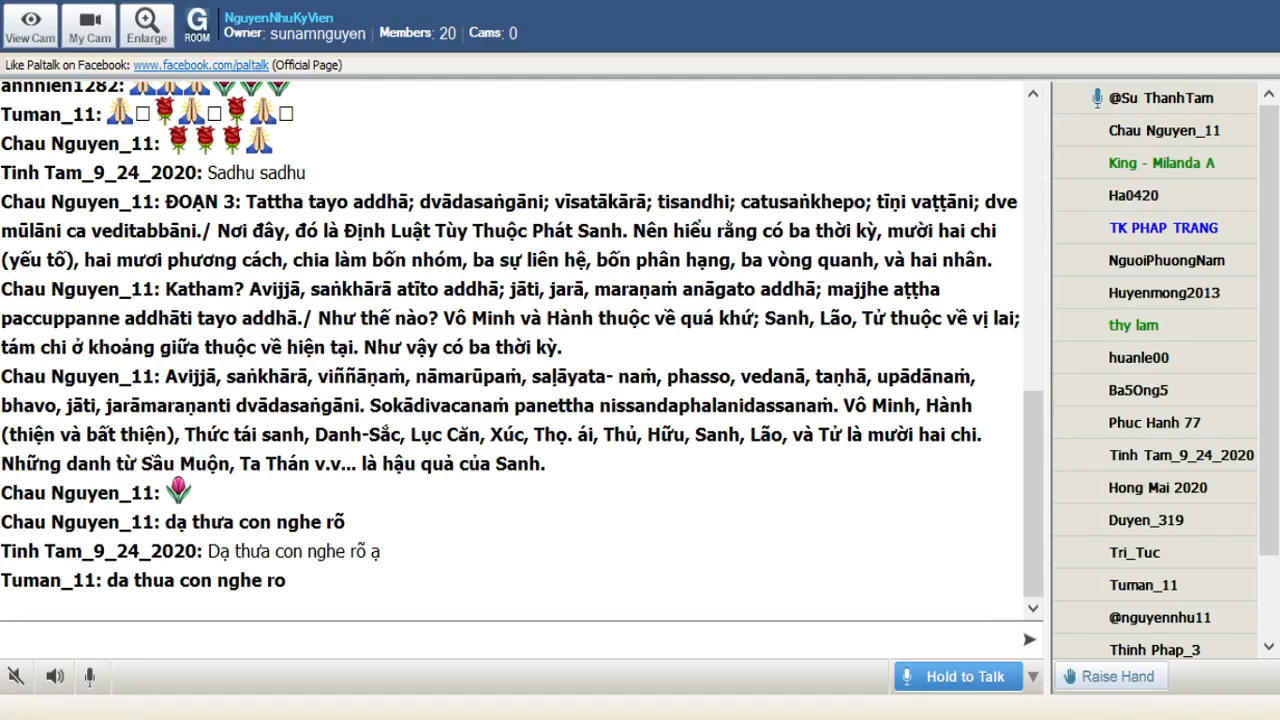 View Cam
My Cam
Enlarge
G
ROOM
NguyenNhuKyVien
Owner: sunamnguyen | Members: 20 | Cams: 0
Like Paltalk on Facebook: www.facebook.com/paltalk (Official Page)
annhien1282:
Tuman_11:
Chau Nguyen_11:
Tinh Tam_9_24_2020: Sadhu sadhu
Chau Nguyen_11: ĐOẠN 3: Tattha tayo addhā; dvādasaṅgāni; vīsatākārā; tisandhi; catusaṅkhepo; tīṇi vaṭṭāni; dve
mūlāni ca veditabbāni./ Nơi đây, đó là Định Luật Tùy Thuộc Phát Sanh. Nên hiểu rằng có ba thời kỳ, mười hai chi
(yếu tố), hai mươi phương cách, chia làm bốn nhóm, ba sự liên hệ, bốn phân hạng, ba vòng quanh, và hai nhân.
Chau Nguyen_11: Katham? Avijjā, saṅkhārā atīto addhā; jāti, jarā, maraṇaṁ anāgato addhā; majjhe aṭṭha
paccuppanne addhāti tayo addhā./ Như thế nào? Vô Minh và Hành thuộc về quá khứ; Sanh, Lão, Tử thuộc về vị lai;
tám chi ở khoảng giữa thuộc về hiện tại. Như vậy có ba thời kỳ.
Chau Nguyen_11: Avijjā, saṅkhārā, viññāṇaṁ, nāmarūpaṁ, saḷāyata- naṁ, phasso, vedanā, taṇhā, upādānaṁ,
bhavo, jāti, jarāmaraṇanti dvādasaṅgāni. Sokādivacanaṁ panettha nissandaphalanidassanaṁ. Vô Minh, Hành
(thiện và bất thiện), Thức tái sanh, Danh-Sắc, Lục Căn, Xúc, Thọ. ái, Thủ, Hữu, Sanh, Lão, và Tử là mười hai chi.
Những danh từ Sầu Muộn, Ta Thán v.v... là hậu quả của Sanh.
Chau Nguyen_11:
Chau Nguyen_11: dạ thưa con nghe rõ
Tinh Tam_9_24_2020: Dạ thưa con nghe rõ ạ
Tuman_11: da thua con nghe ro
Hold to Talk
@Su ThanhTam
Chau Nguyen_11
King - Milanda A
Ha0420
TK PHAP TRANG
NguoiPhuongNam
Huyenmong2013
thy lam
huanle00
Ba5Ong5
Phuc Hanh 77
Tinh Tam_9_24_2020
Hong Mai 2020
Duyen_319
Tri_Tuc
Tuman_11
@nguyennhu11
Thinh Phap_3
Raise Hand